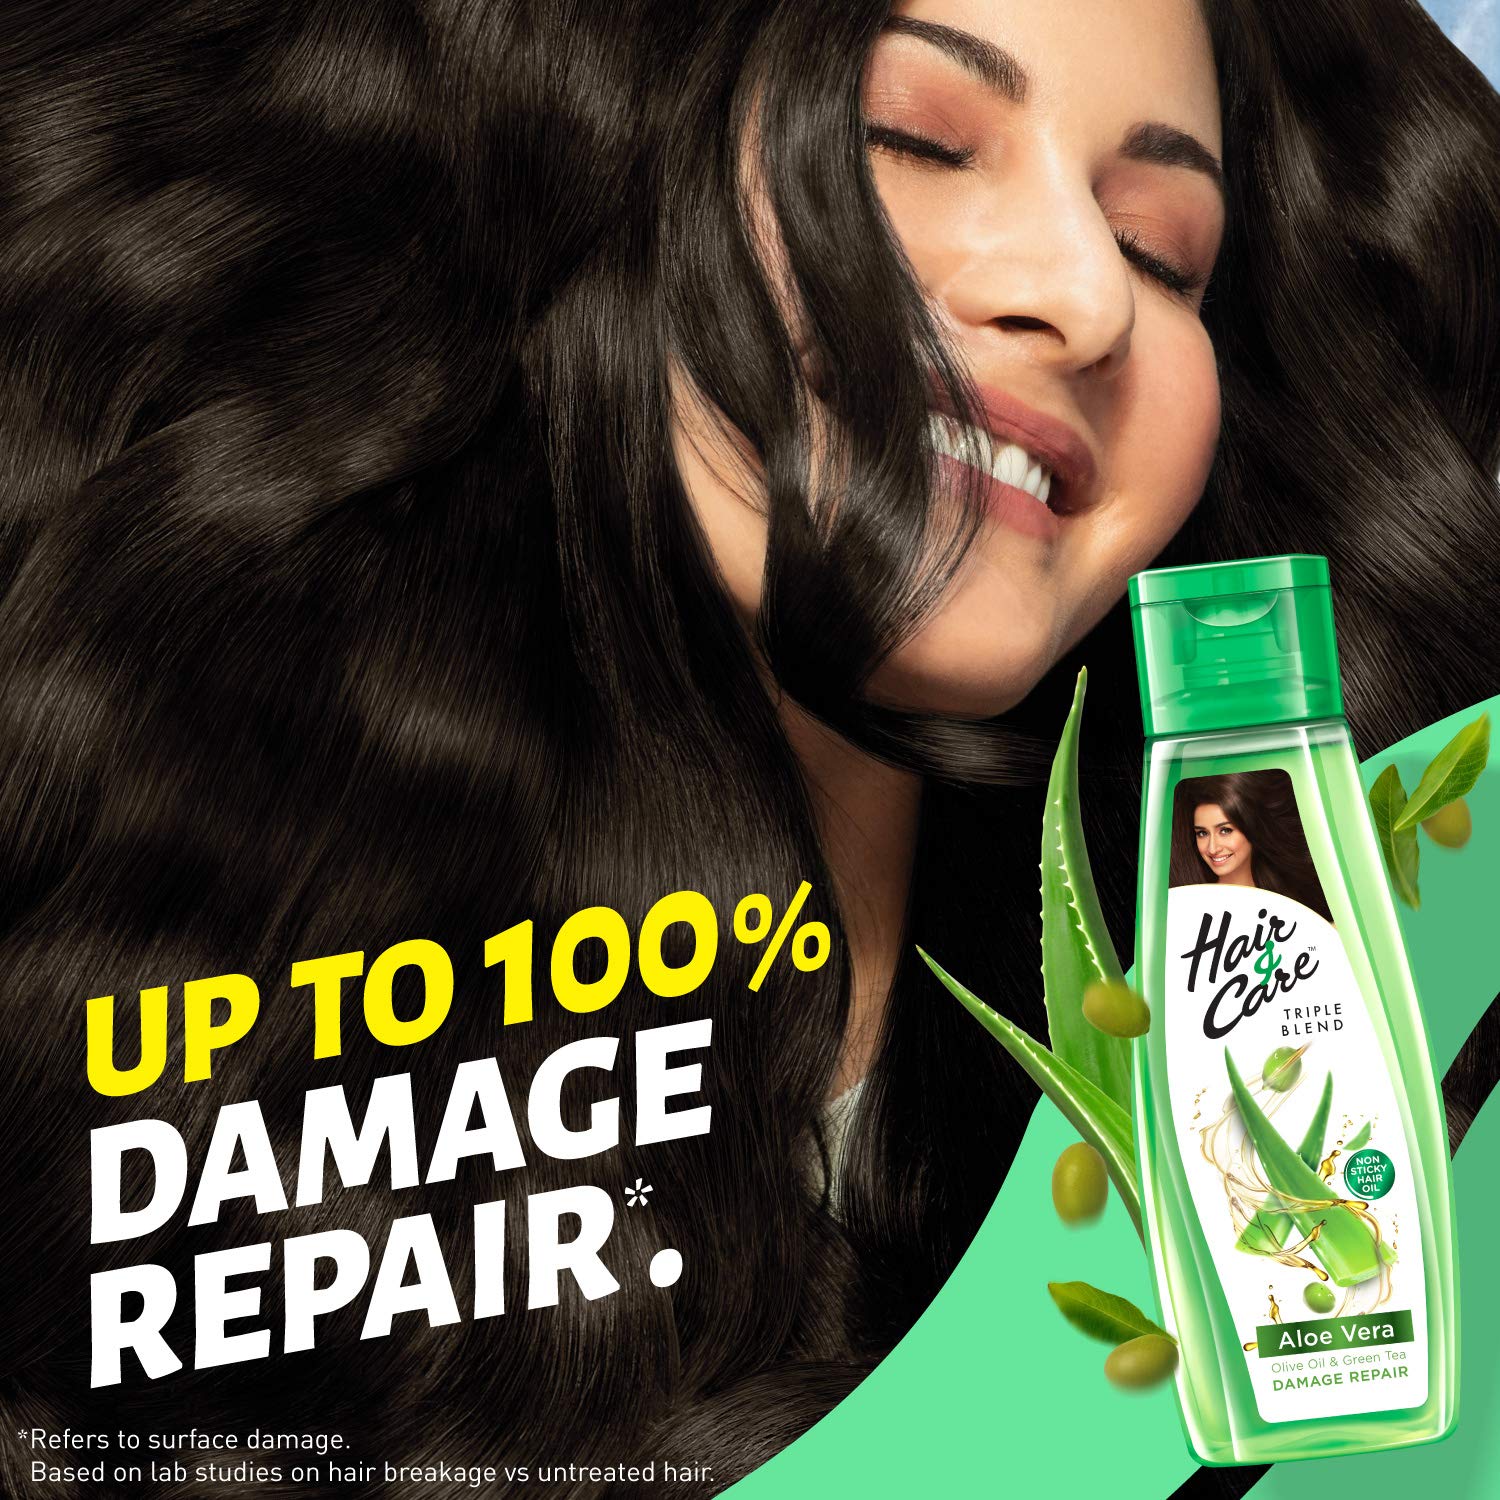 UP TO 100%
DAMAGE
REPAIR*.
*Refers to surface damage.
Based on lab studies on hair breakage vs untreated hair.
Hair
&
Care™
TRIPLE
BLEND
NON
STICKY
HAIR
OIL
Aloe Vera
Olive Oil & Green Tea
DAMAGE REPAIR